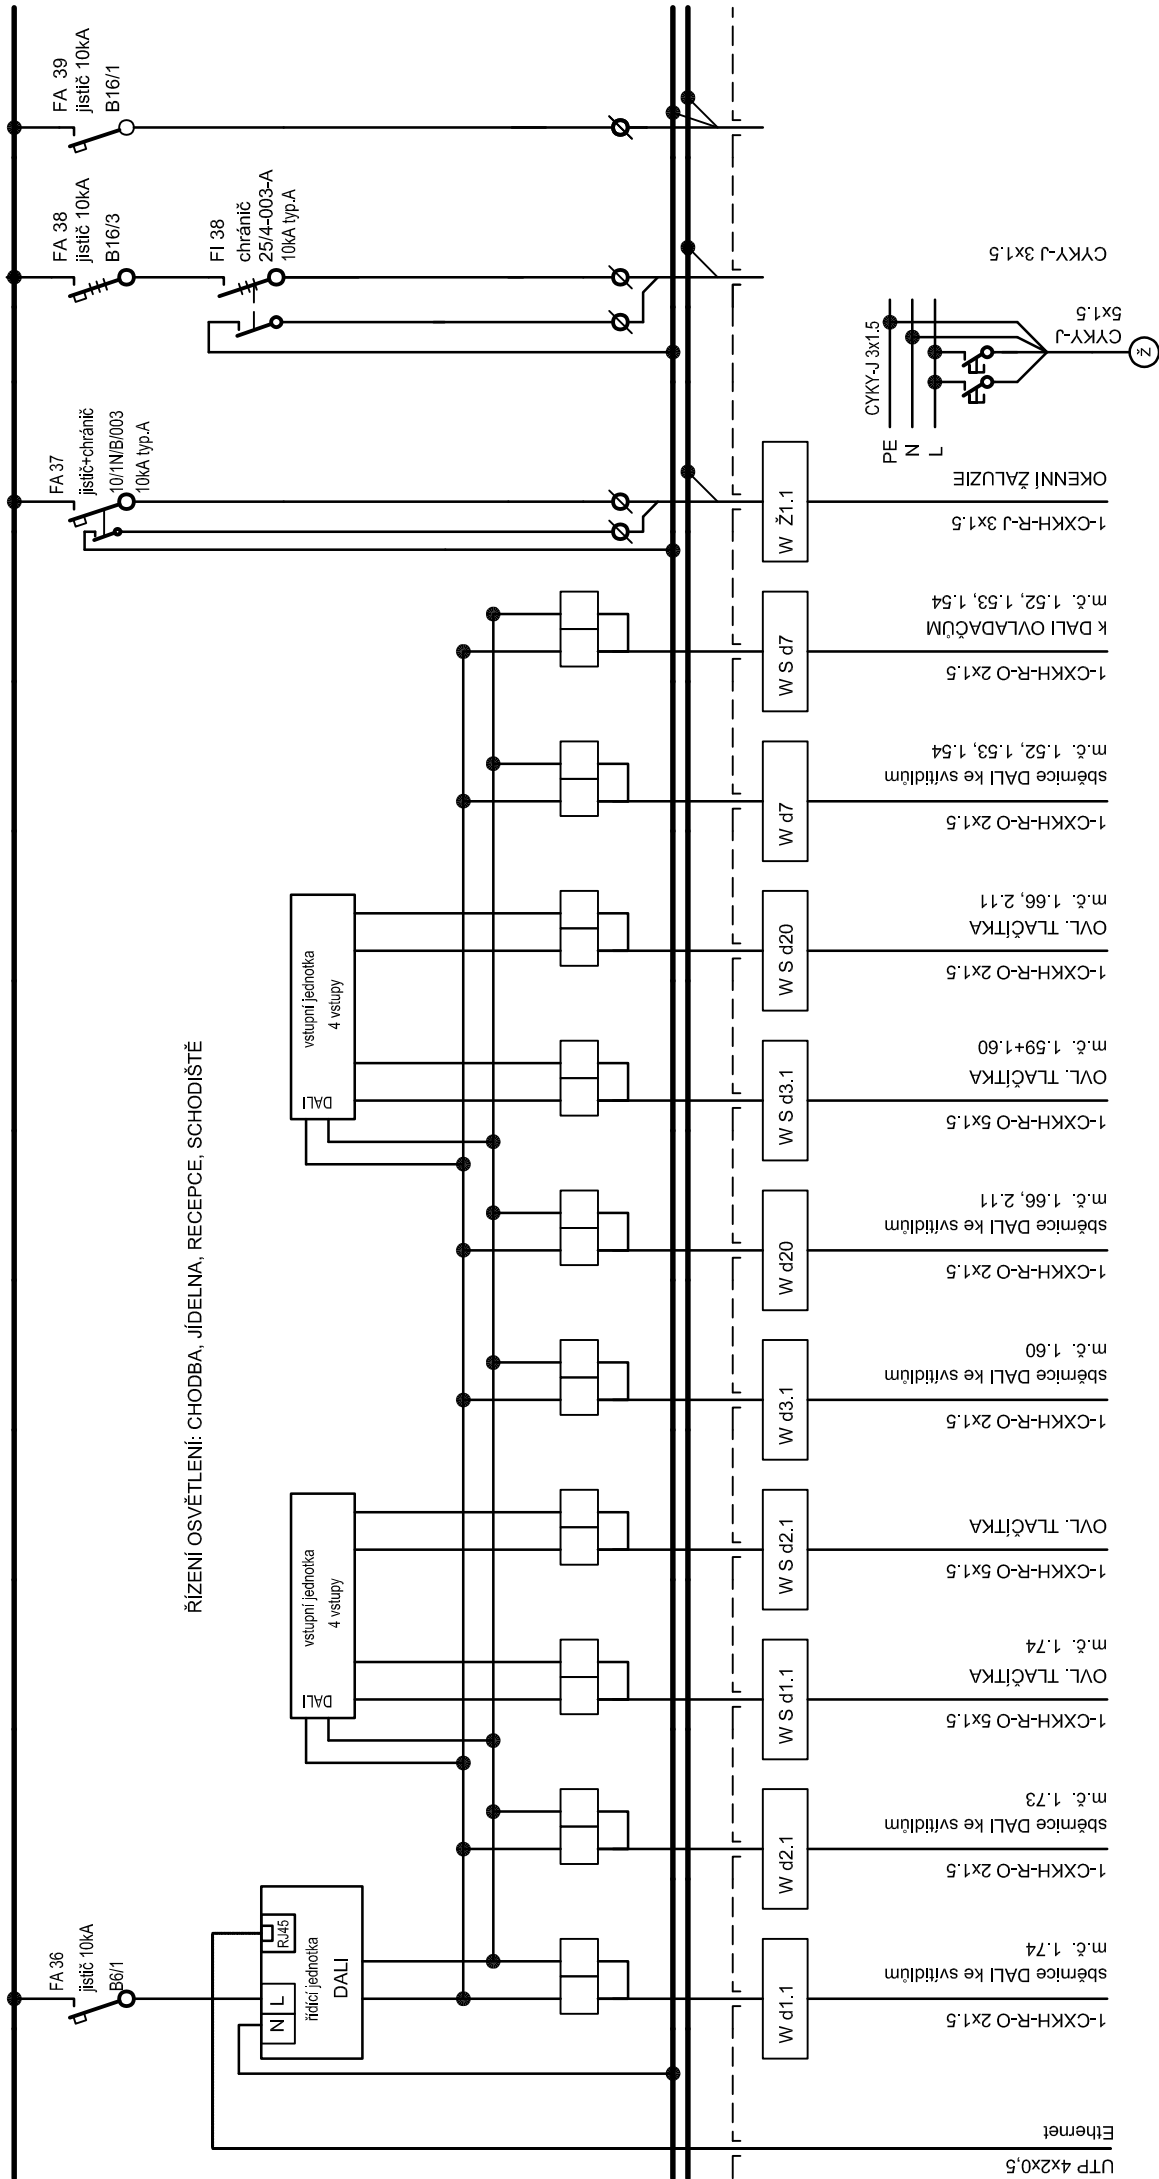 FA 36
jistič 10kA
B6/1
FA 37
jistič+chránič
10/1N/B/003
10kA typ.A
FA 38
jistič 10kA
B16/3
FI 38
chránič
25/4-003-A
10kA typ.A
FA 39
jistič 10kA
B16/1
ŘÍZENÍ OSVĚTLENÍ: CHODBA, JÍDELNA, RECEPCE, SCHODIŠTĚ
N
L
RJ45
řídící jednotka
DALI
DALI
vstupní jednotka
4 vstupy
DALI
vstupní jednotka
4 vstupy
W d1.1
W d2.1
W S d1.1
W S d2.1
W d3.1
W d20
W S d3.1
W S d20
W d7
W S d7
W Ž1.1
UTP 4x2x0,5
Ethernet
1-CXKH-R-O 2x1.5
sběrnice DALI ke svítidlům
m.č. 1.74
1-CXKH-R-O 2x1.5
sběrnice DALI ke svítidlům
m.č. 1.73
1-CXKH-R-O 5x1.5
OVL. TLAČÍTKA
m.č. 1.74
1-CXKH-R-O 5x1.5
OVL. TLAČÍTKA
1-CXKH-R-O 2x1.5
sběrnice DALI ke svítidlům
m.č. 1.60
1-CXKH-R-O 2x1.5
sběrnice DALI ke svítidlům
m.č. 1.66, 2.11
1-CXKH-R-O 5x1.5
OVL. TLAČÍTKA
m.č. 1.59+1.60
1-CXKH-R-O 2x1.5
OVL. TLAČÍTKA
m.č. 1.66, 2.11
1-CXKH-R-O 2x1.5
sběrnice DALI ke svítidlům
m.č. 1.52, 1.53, 1.54
1-CXKH-R-O 2x1.5
k DALI OVLADAČŮM
m.č. 1.52, 1.53, 1.54
1-CXKH-R-J 3x1.5
OKENNÍ ŽALUZIE
PE
N
L
CYKY-J 3x1.5
CYKY-J
5x1.5
Ž
CYKY-J 3x1.5